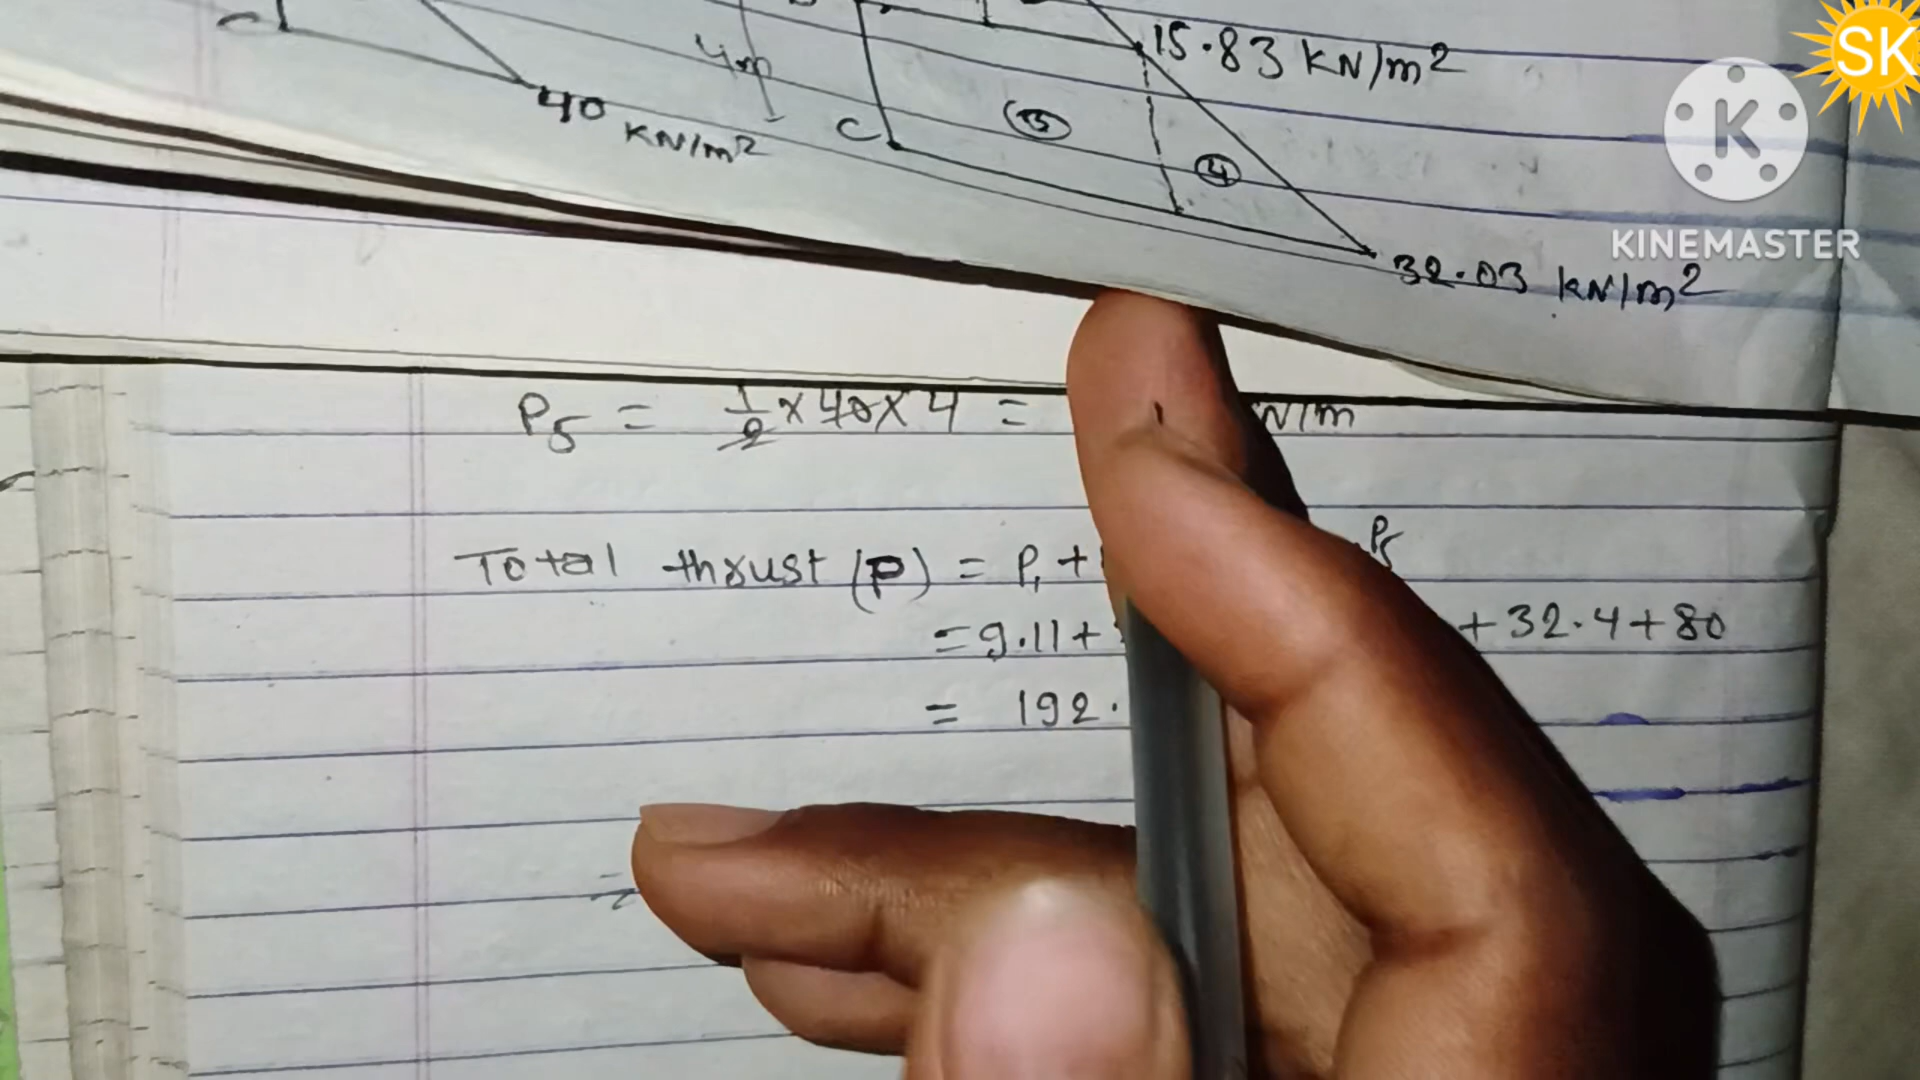 SK
15.83 KN/m²
4m
40 KN/m²
C
③
④
KINEMASTER
32.03 kN/m²
P₅ = 1/2 × 40 × 4 = N/m
Total thrust (P) = P₁ + P₅
= 9.11 + + 32.4 + 80
= 192.